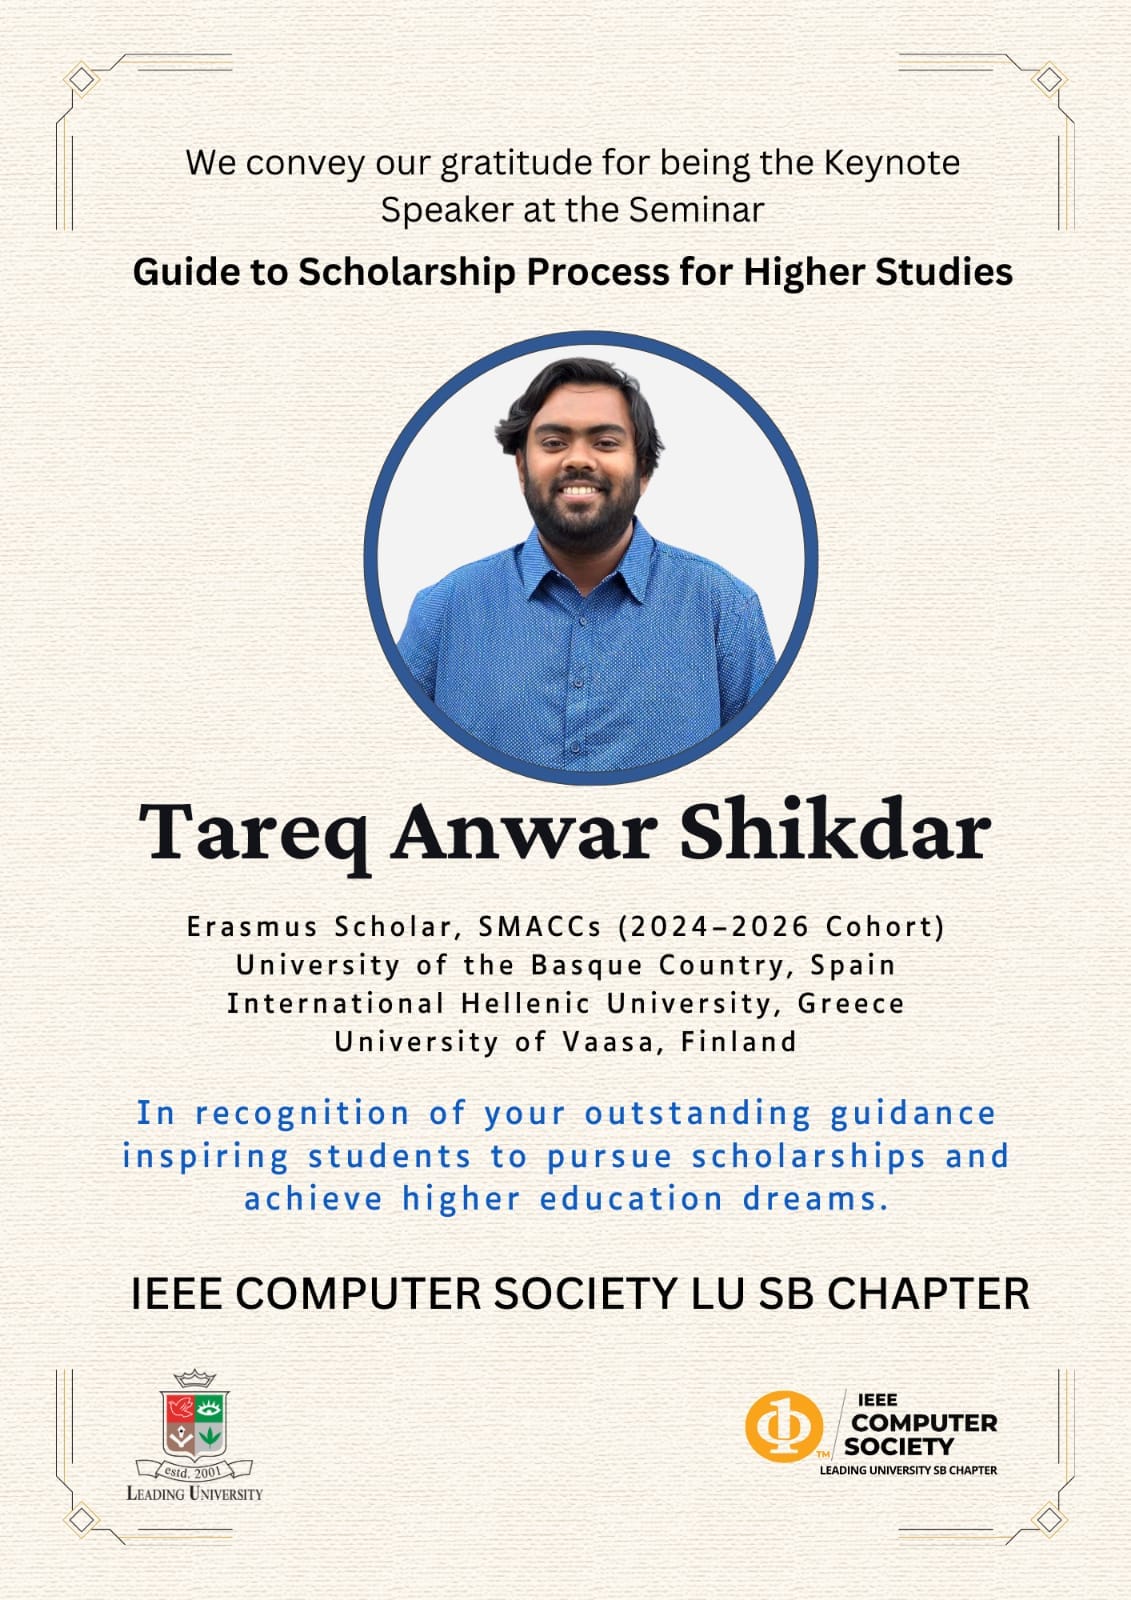 We convey our gratitude for being the Keynote
Speaker at the Seminar
Guide to Scholarship Process for Higher Studies
Tareq Anwar Shikdar
Erasmus Scholar, SMACCs (2024–2026 Cohort)
University of the Basque Country, Spain
International Hellenic University, Greece
University of Vaasa, Finland
In recognition of your outstanding guidance
inspiring students to pursue scholarships and
achieve higher education dreams.
IEEE COMPUTER SOCIETY LU SB CHAPTER
estd. 2001
LEADING UNIVERSITY
TM
IEEE
COMPUTER
SOCIETY
LEADING UNIVERSITY SB CHAPTER